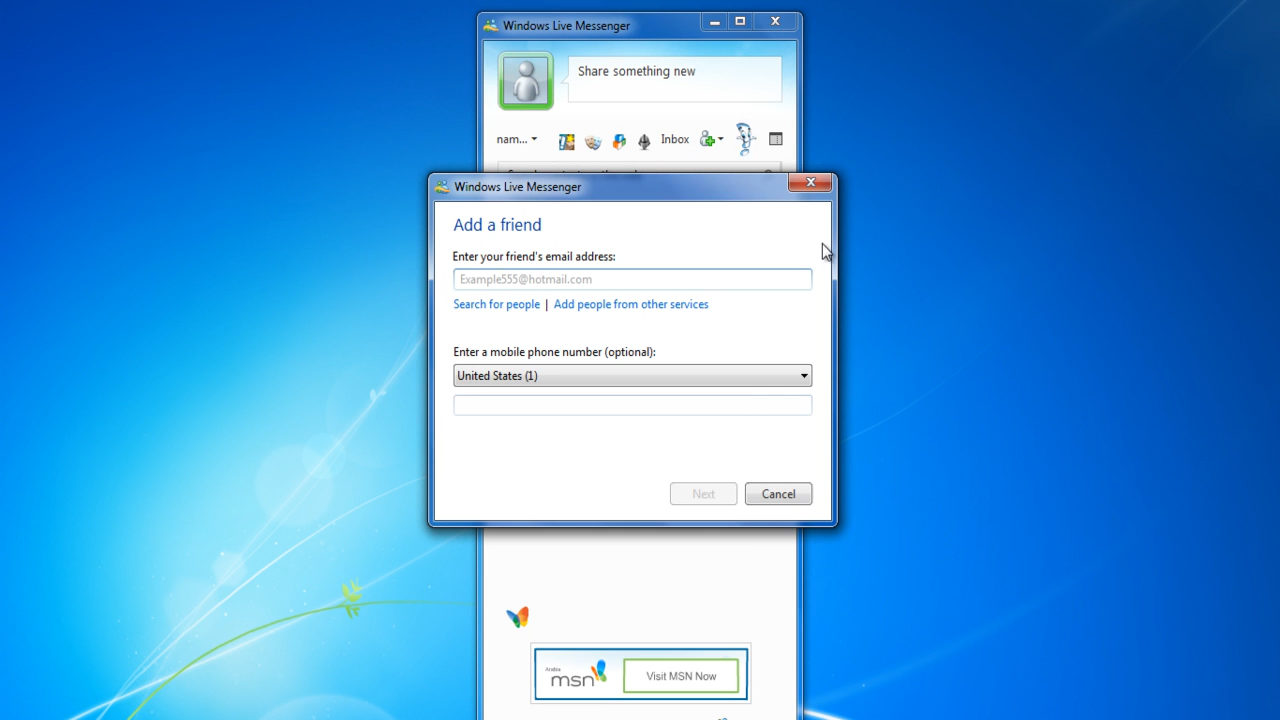 Windows Live Messenger
Share something new
nam...
Inbox
Windows Live Messenger
Add a friend
Enter your friend's email address:
Example555@hotmail.com
Search for people | Add people from other services
Enter a mobile phone number (optional):
United States (1)
Next Cancel
Arabia
msn
Visit MSN Now